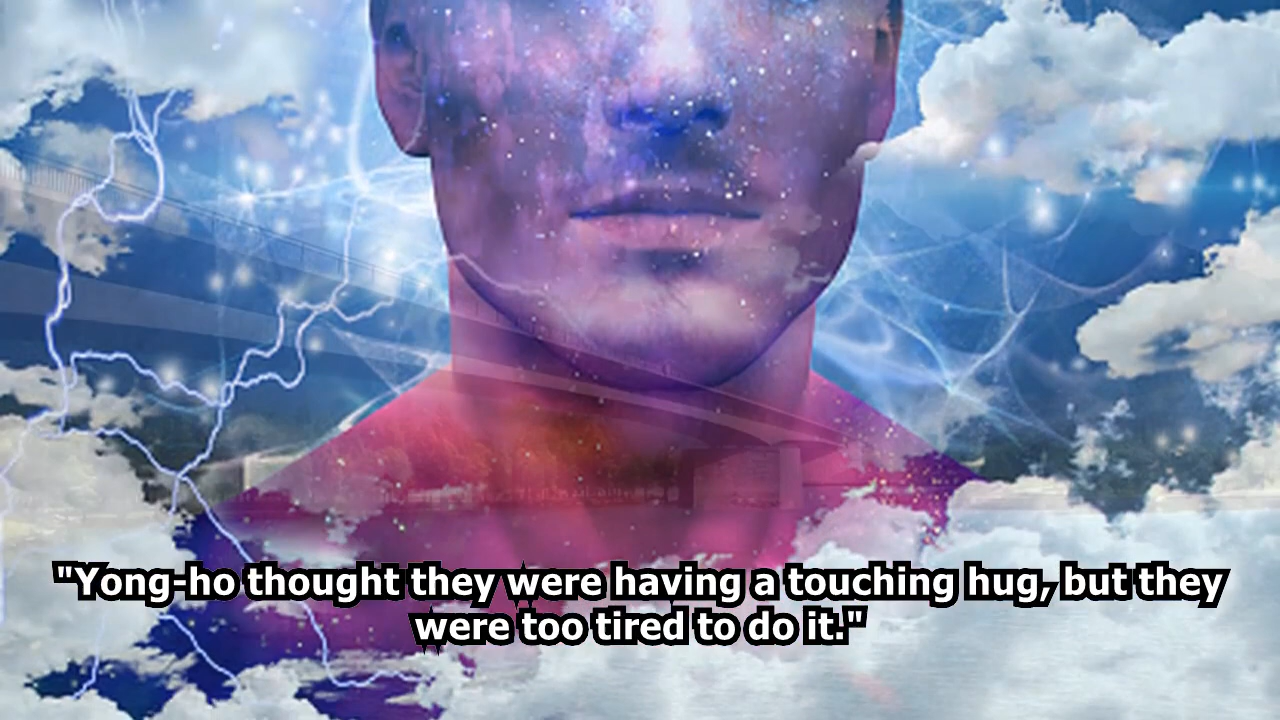 "Yong-ho thought they were having a touching hug, but they
were too tired to do it."